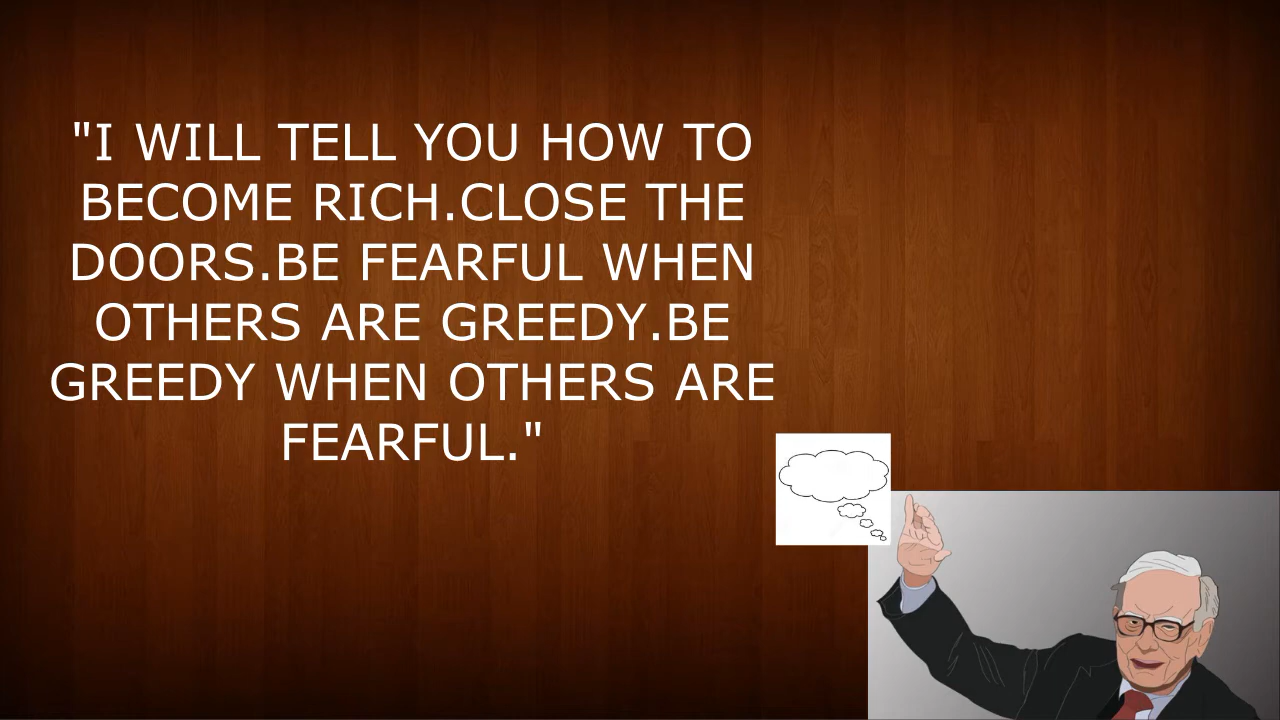 "I WILL TELL YOU HOW TO
BECOME RICH.CLOSE THE
DOORS.BE FEARFUL WHEN
OTHERS ARE GREEDY.BE
GREEDY WHEN OTHERS ARE
FEARFUL."